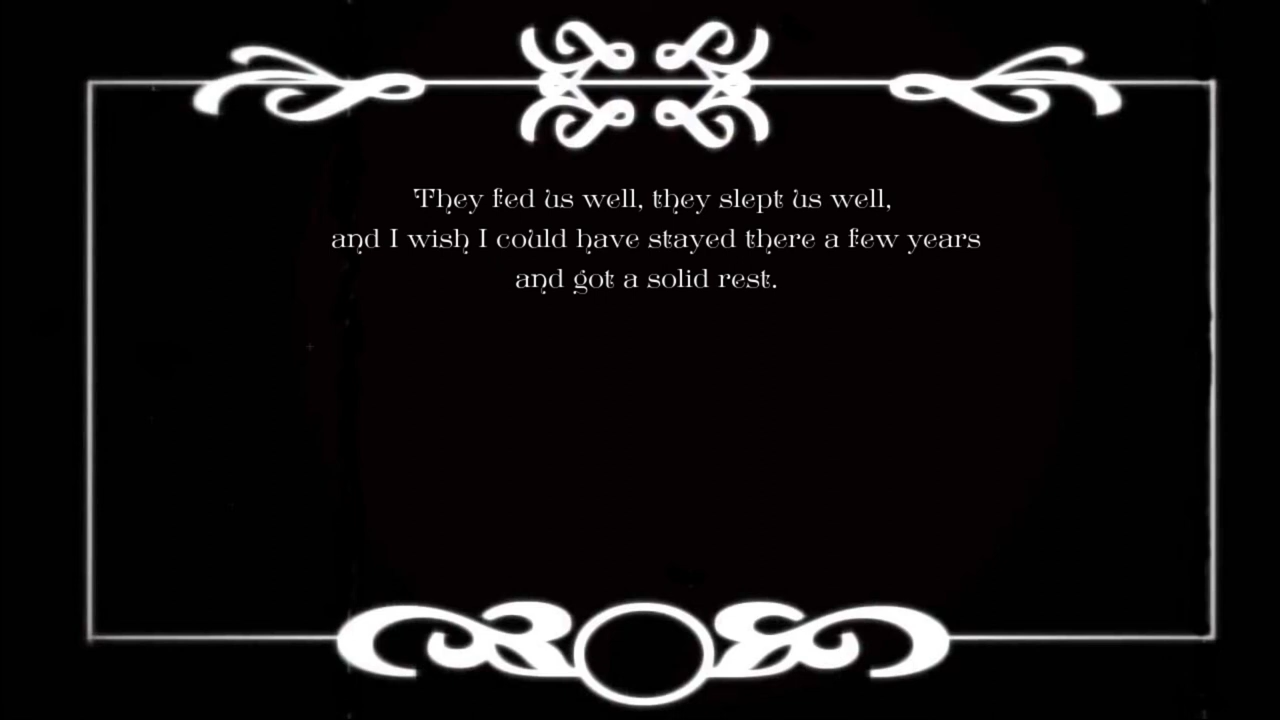 They fed us well, they slept us well,
and I wish I could have stayed there a few years
and got a solid rest.